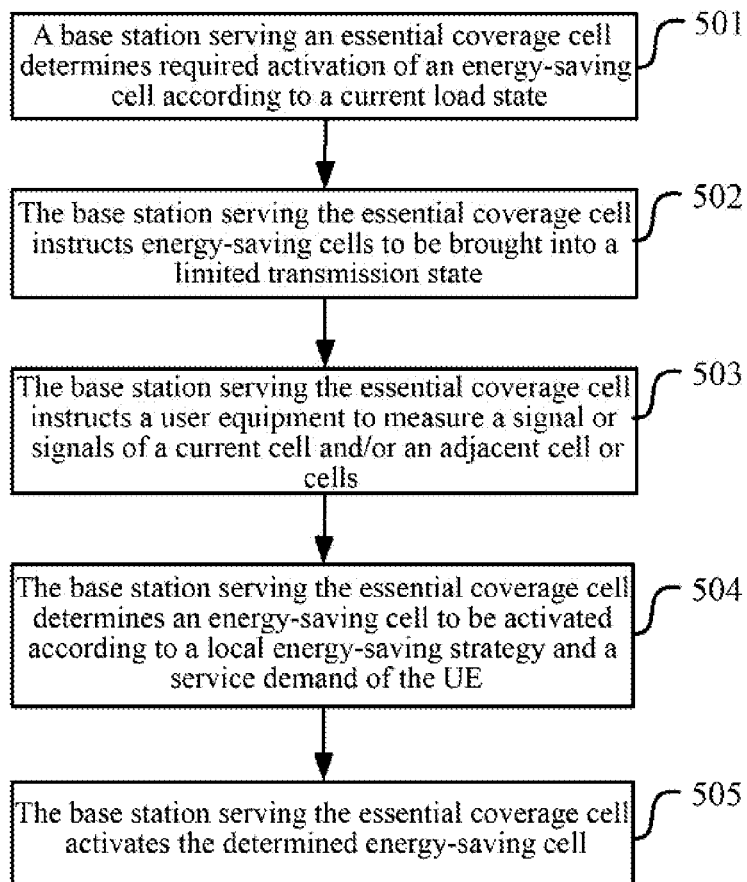 A base station serving an essential coverage cell
determines required activation of an energy-saving
cell according to a current load state
501
The base station serving the essential coverage cell
instructs energy-saving cells to be brought into a
limited transmission state
502
The base station serving the essential coverage cell
instructs a user equipment to measure a signal or
signals of a current cell and/or an adjacent cell or
cells
503
The base station serving the essential coverage cell
determines an energy-saving cell to be activated
according to a local energy-saving strategy and a
service demand of the UE
504
The base station serving the essential coverage cell
activates the determined energy-saving cell
505